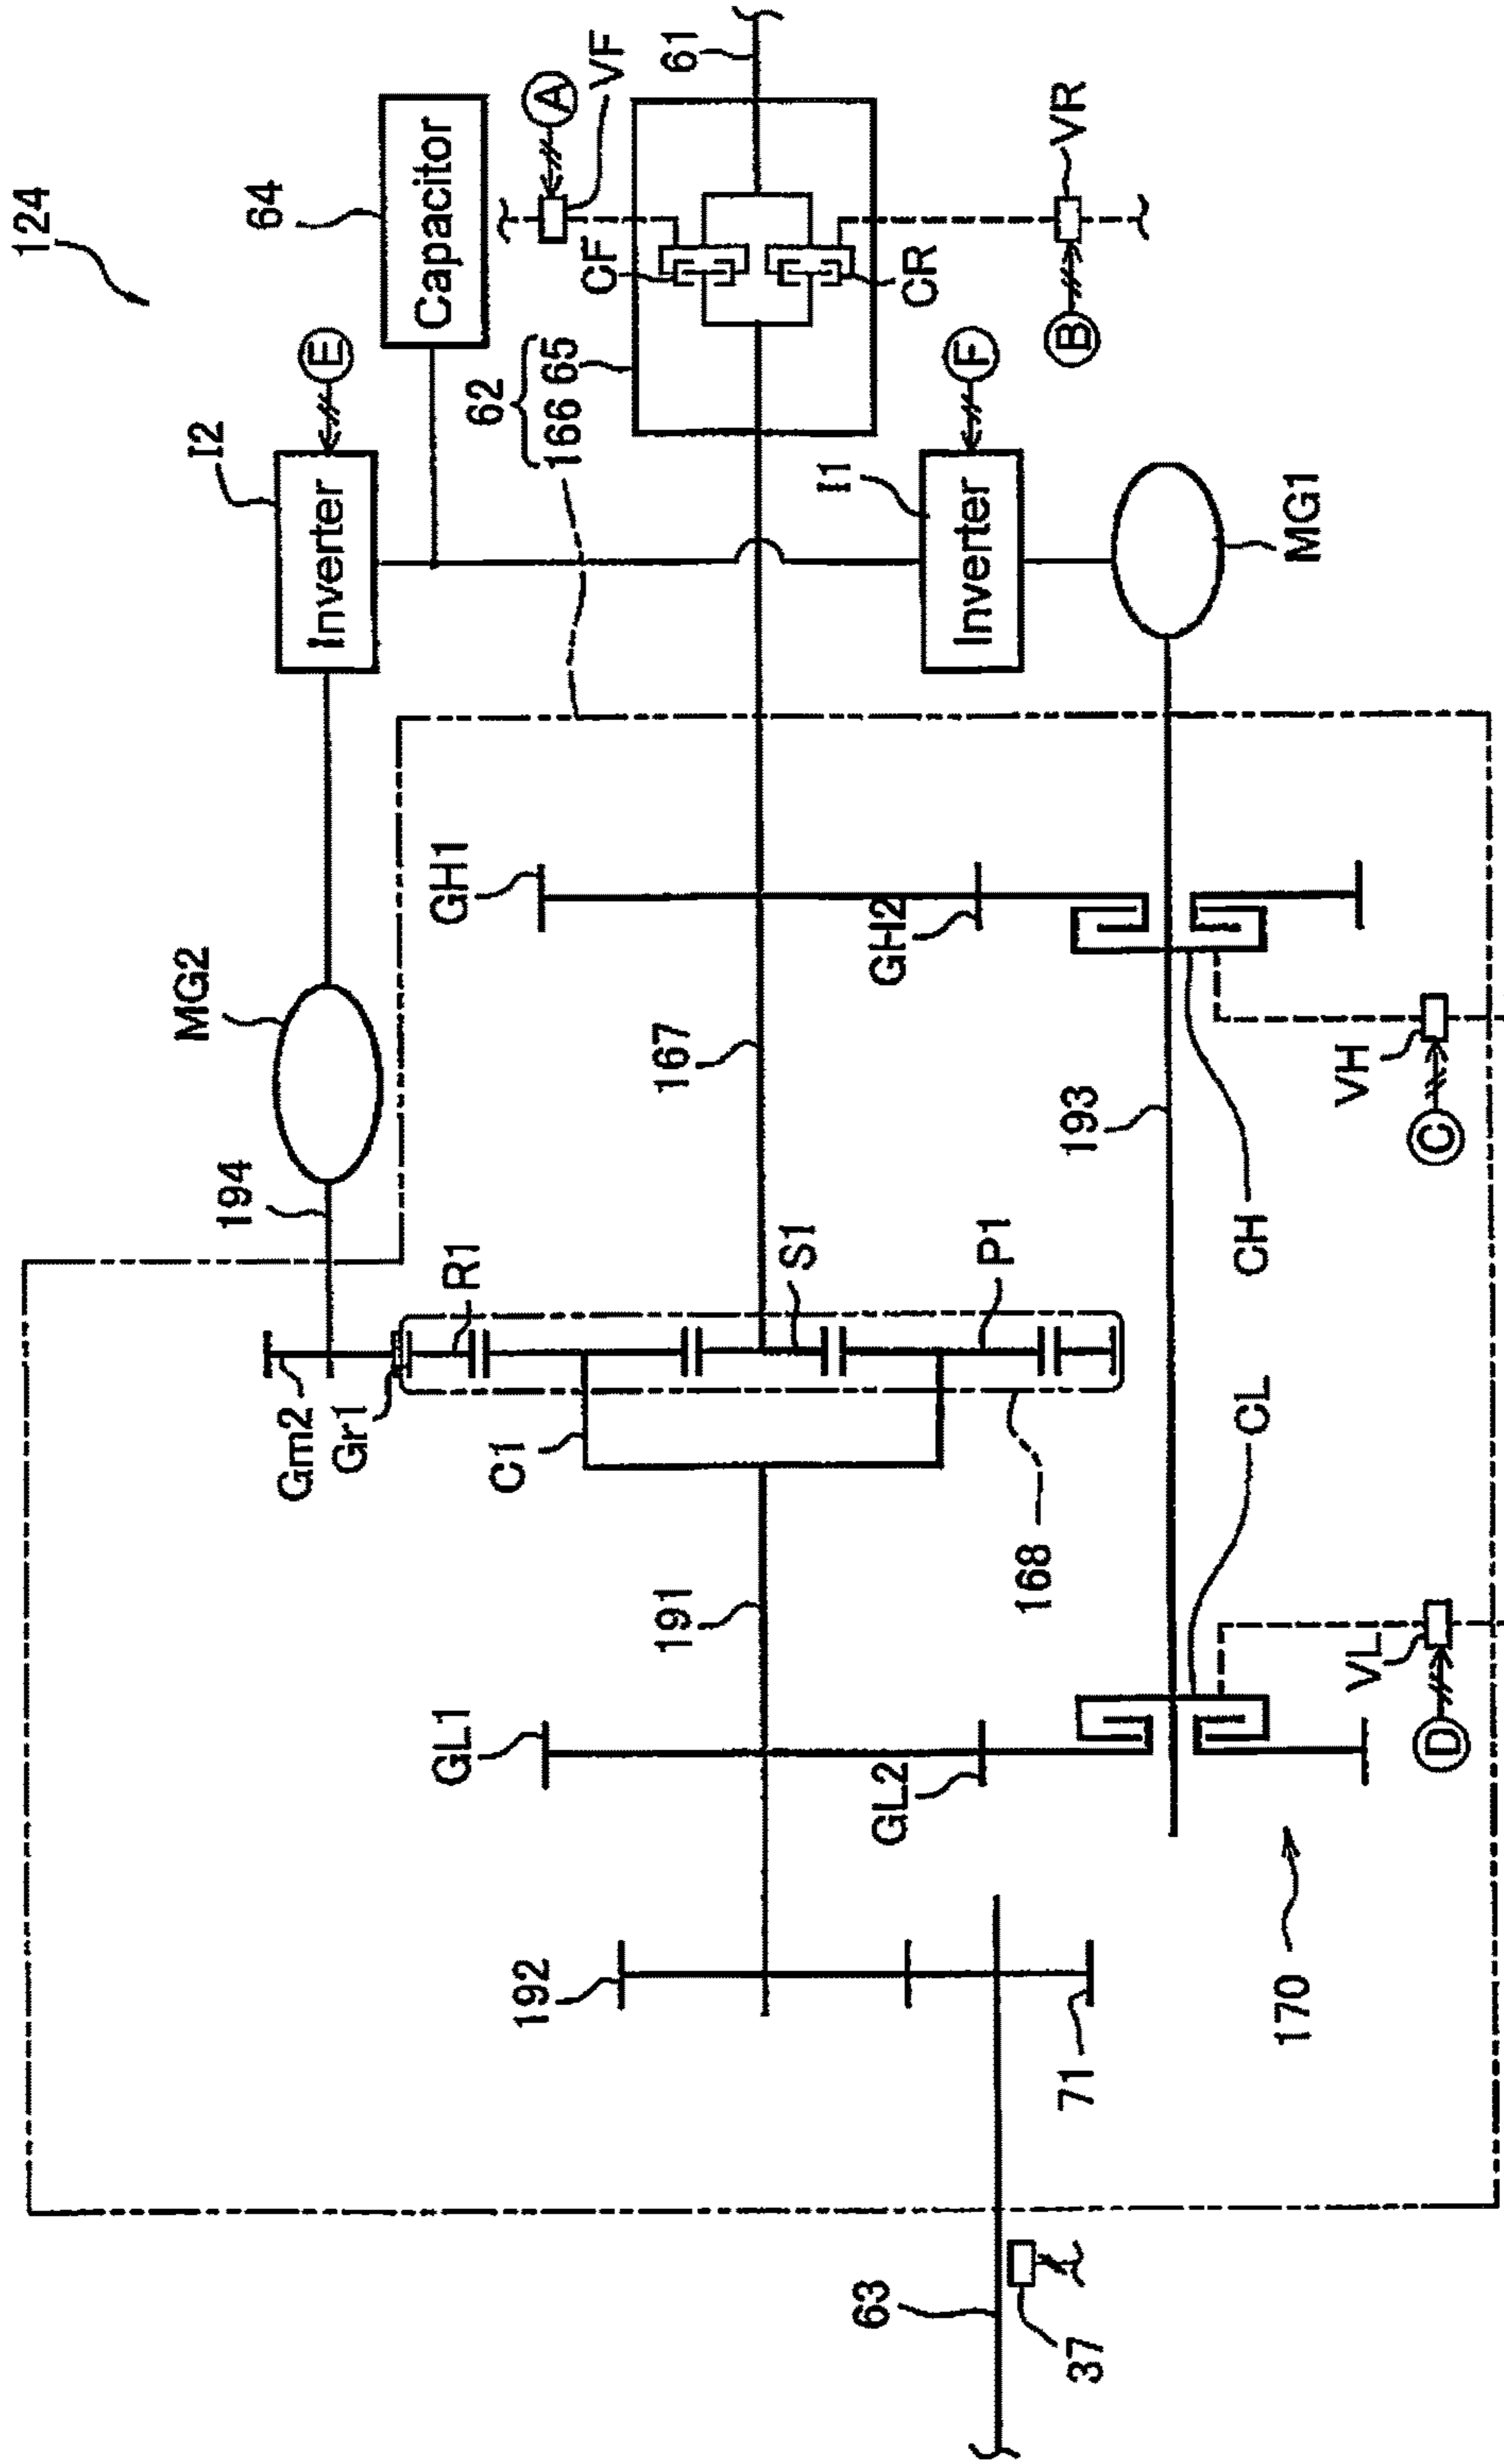 124
64
Capacitor
A
VF
61
E
I2
Inverter
62
166 65
CF
CR
VR
B
F
I1
Inverter
MG1
MG2
194
GH1
167
GH2
193
CH
VH
C
Gm2
Gr1
R1
C1
S1
P1
168
191
CL
VL
D
GL1
GL2
192
71
170
63
37